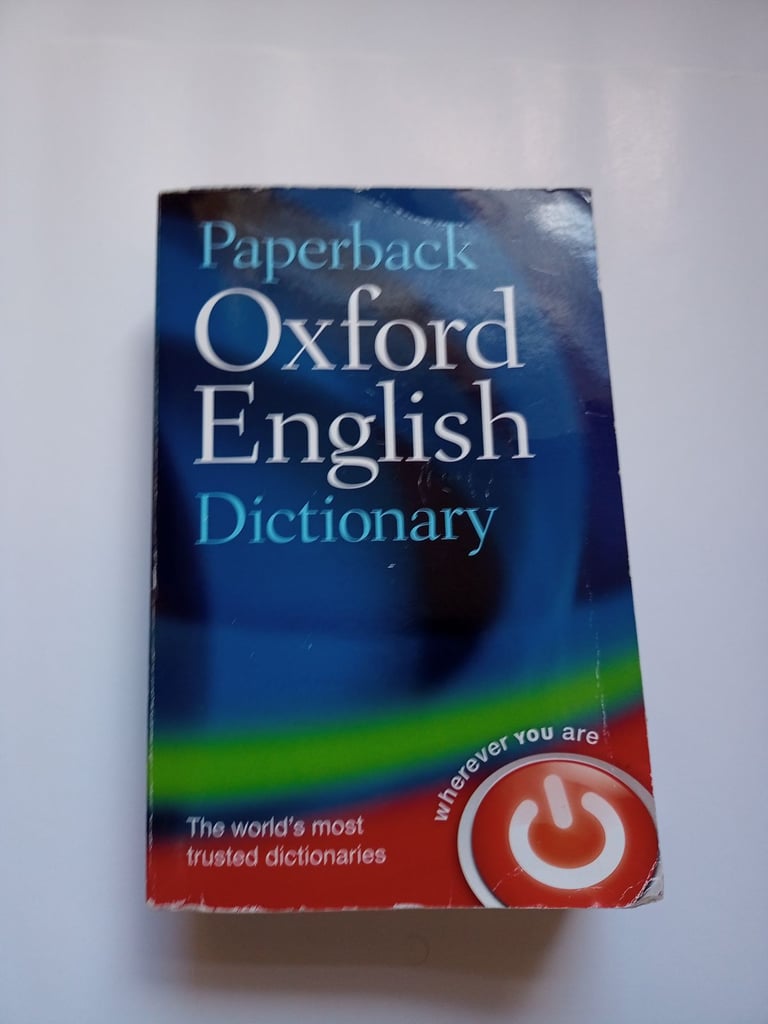 Paperback
Oxford
English
Dictionary
wherever YOU are
The world's most
trusted dictionaries